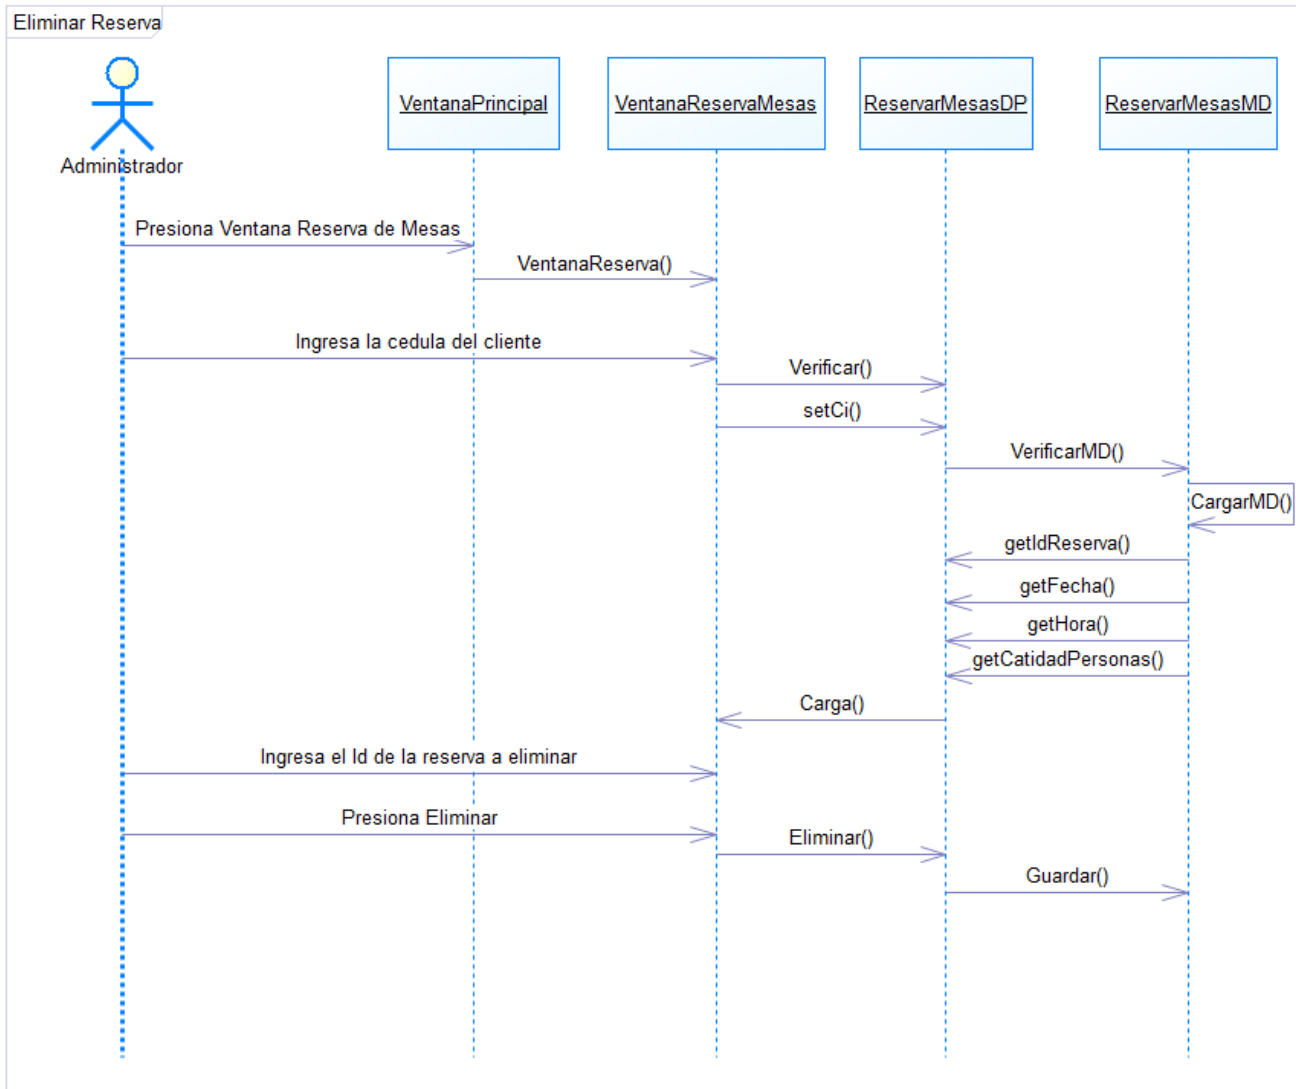 Eliminar Reserva
Administrador
VentanaPrincipal
VentanaReservaMesas
ReservarMesasDP
ReservarMesasMD
Presiona Ventana Reserva de Mesas
VentanaReserva()
Ingresa la cedula del cliente
Verificar()
setCi()
VerificarMD()
CargarMD()
getIdReserva()
getFecha()
getHora()
getCatidadPersonas()
Carga()
Ingresa el Id de la reserva a eliminar
Presiona Eliminar
Eliminar()
Guardar()